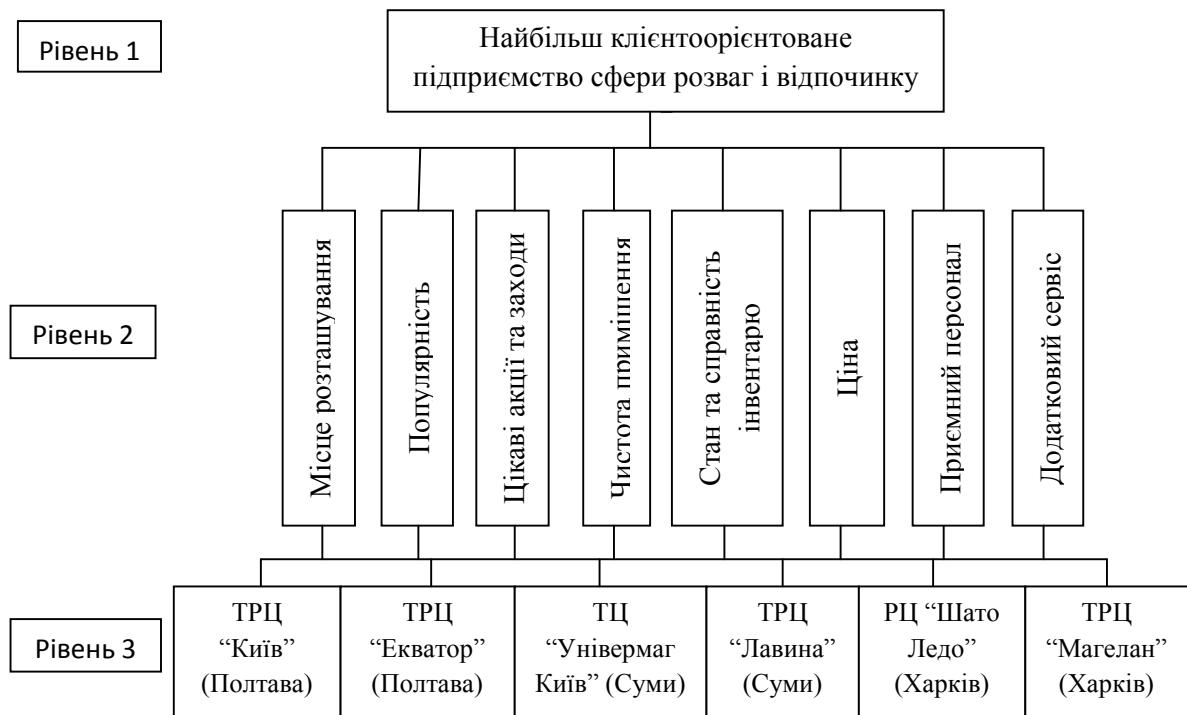 Рівень 1
Найбільш клієнтоорієнтоване
підприємство сфери розваг і відпочинку
Рівень 2
Місце розташування
Популярність
Цікаві акції та заходи
Чистота приміщення
Стан та справність
інвентарю
Ціна
Приємний персонал
Додатковий сервіс
Рівень 3
ТРЦ
“Київ”
(Полтава)
ТРЦ
“Екватор”
(Полтава)
ТЦ
“Універмаг
Київ” (Суми)
ТРЦ
“Лавина”
(Суми)
РЦ “Шато
Ледо”
(Харків)
ТРЦ
“Магелан”
(Харків)